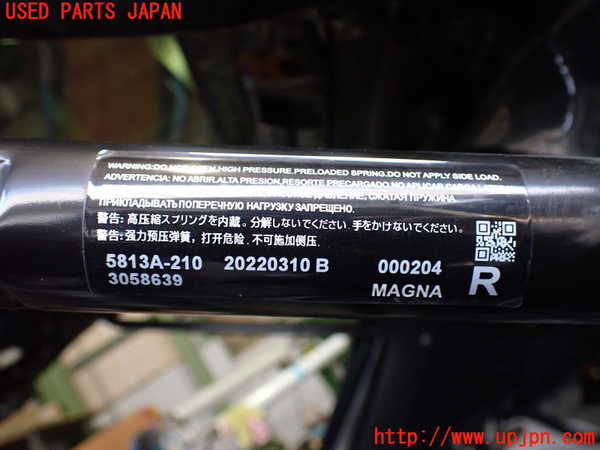 USED PARTS JAPAN
WARNING:DO NOT OPEN, HIGH PRESSURE.PRELOADED SPRING.DO NOT APPLY SIDE LOAD.
ADVERTENCIA: NO ABRIR.ALTA PRESION, RESORTE PRECARGADO.NO APLICAR CARGA
ДАВЛЕНИЕ, СЖАТАЯ ПРУЖИНА.
ПРИКЛАДЫВАТЬ ПОПЕРЕЧНУЮ НАГРУЗКУ ЗАПРЕЩЕНО.
警告: 高圧縮スプリングを内蔵。分解しないでください. 手をかけないでください。
警告: 强力预压弹簧，打开危险. 不可施加侧压.
5813A-210 20220310 B 000204
3058639 MAGNA R
http://www.upjpn.com/